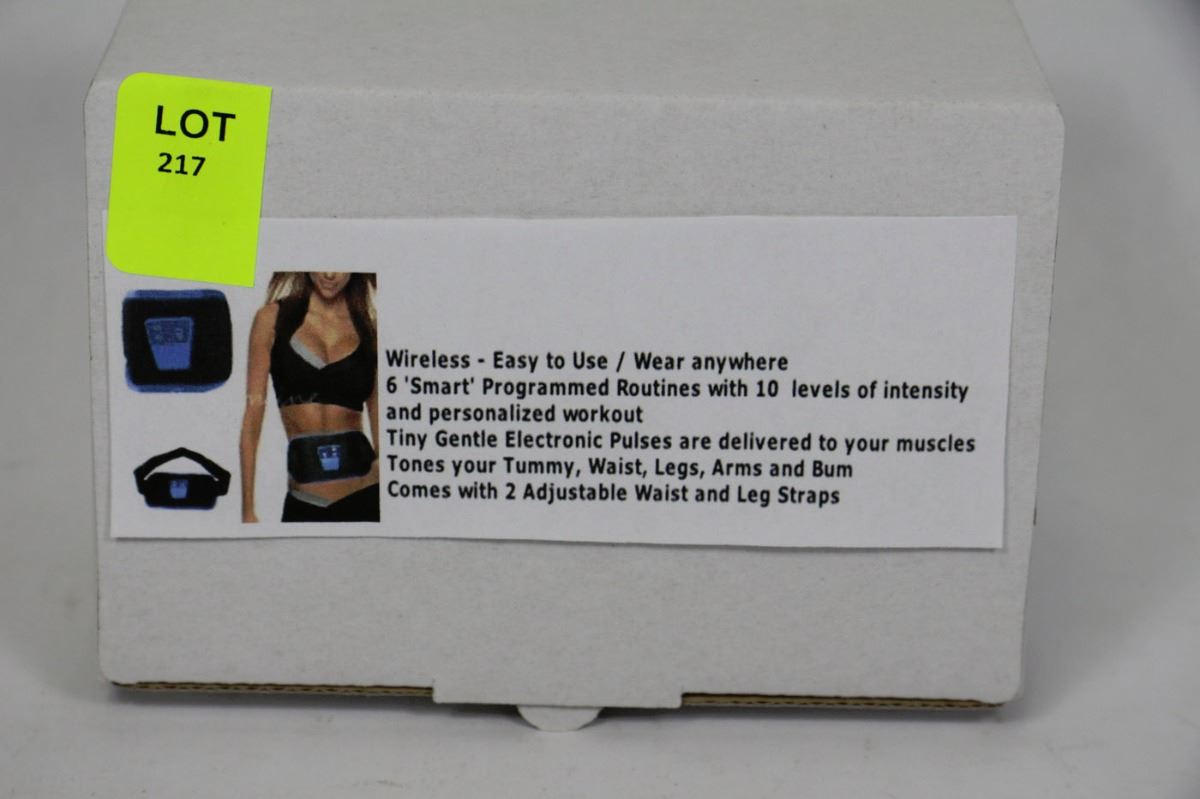 LOT
217
Wireless - Easy to Use / Wear anywhere
6 'Smart' Programmed Routines with 10 levels of intensity
and personalized workout
Tiny Gentle Electronic Pulses are delivered to your muscles
Tones your Tummy, Waist, Legs, Arms and Bum
Comes with 2 Adjustable Waist and Leg Straps